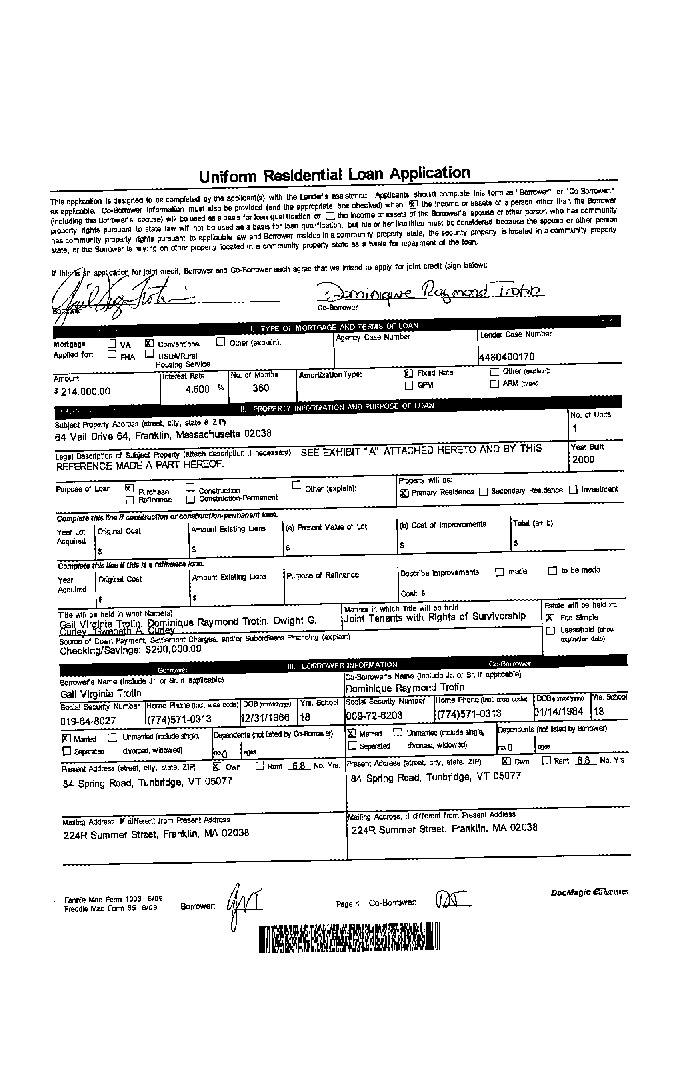 Uniform Residential Loan Application
This application is designed to be completed by the applicant(s) with the Lender's assistance. Applicants should complete this form as "Borrower" or "Co-Borrower,"
as applicable. Co-Borrower information must also be provided (and the appropriate box checked) when the income or assets of a person other than the Borrower
(including the Borrower's spouse) will be used as a basis for loan qualification or the income or assets of the Borrower's spouse or other person who has community
property rights pursuant to state law will not be used as a basis for loan qualification, but his or her liabilities must be considered because the spouse or other person
has community property rights pursuant to applicable law and Borrower resides in a community property state, the security property is located in a community property
state, or the Borrower is relying on other property located in a community property state as a basis for repayment of the loan.
If this is an application for joint credit, Borrower and Co-Borrower each agree that we intend to apply for joint credit (sign below):
Dominique Raymond Trotin
Borrower Co-Borrower
I. TYPE OF MORTGAGE AND TERMS OF LOAN
Mortgage Applied for: VA Conventional Other (explain): Agency Case Number Lender Case Number
FHA USDA/Rural Housing Service 4480400170
Amount Interest Rate No. of Months Amortization Type: Fixed Rate Other (explain):
$ 214,000.00 % 360 GPM ARM (type):
II. PROPERTY INFORMATION AND PURPOSE OF LOAN
Subject Property Address (street, city, state & ZIP) No. of Units
64 Vail Drive 64, Franklin, Massachusetts 02038 1
Legal Description of Subject Property (attach description if necessary) SEE EXHIBIT "A" ATTACHED HERETO AND BY THIS Year Built
REFERENCE MADE A PART HEREOF. 2000
Purpose of Loan Purchase Construction Other (explain): Property will be:
Refinance Construction-Permanent Primary Residence Secondary Residence Investment
Complete this line if construction or construction-permanent loan.
Year Lot Acquired Original Cost Amount Existing Liens (a) Present Value of Lot (b) Cost of Improvements Total (a+ b)
$ $ $ $ $
Complete this line if this is a refinance loan.
Year Acquired Original Cost Amount Existing Liens Purpose of Refinance Describe Improvements made to be made
$ $ Cost: $
Title will be held in what Name(s) Manner in which Title will be held Estate will be held in:
Gail Virginia Trotin, Dominique Raymond Trotin, Dwight G. Joint Tenants with Rights of Survivorship Fee Simple
Curley, Elizabeth A. Curley Leasehold (show expiration date)
Source of Down Payment, Settlement Charges, and/or Subordinate Financing (explain)
Checking/Savings: $200,000.00
Borrower III. BORROWER INFORMATION Co-Borrower
Borrower's Name (include Jr. or Sr. if applicable) Co-Borrower's Name (include Jr. or Sr. if applicable)
Gail Virginia Trotin Dominique Raymond Trotin
Social Security Number Home Phone (incl. area code) DOB (mm/dd/yyyy) Yrs. School Social Security Number Home Phone (incl. area code) DOB (mm/dd/yyyy) Yrs. School
(774)571-0313 18 (774)571-0313 18
Married Unmarried (include single, divorced, widowed) Dependents (not listed by Co-Borrower) Married Unmarried (include single, divorced, widowed) Dependents (not listed by Borrower)
Separated no. 0 ages Separated no. 0 ages
Present Address (street, city, state, ZIP) Own Rent No. Yrs. Present Address (street, city, state, ZIP) Own Rent No. Yrs.
84 Spring Road, Tunbridge, VT 05077 84 Spring Road, Tunbridge, VT 05077
Mailing Address, if different from Present Address Mailing Address, if different from Present Address
224R Summer Street, Franklin, MA 02038 224R Summer Street, Franklin, MA 02038
Fannie Mae Form 1003
Freddie Mac Form 65 Borrower: Co-Borrower: DocMagic